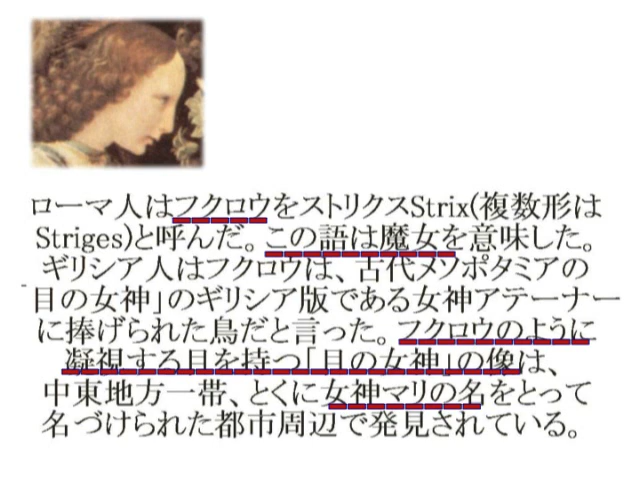 ローマ人はフクロウをストリクスStrix(複数形は
Striges)と呼んだ。この語は魔女を意味した。
ギリシア人はフクロウは、古代メソポタミアの
目の女神」のギリシア版である女神アテーナー
に捧げられた鳥だと言った。フクロウのように
凝視する目を持つ「目の女神」の像は、
中東地方一帯、とくに女神マリの名をとって
名づけられた都市周辺で発見されている。